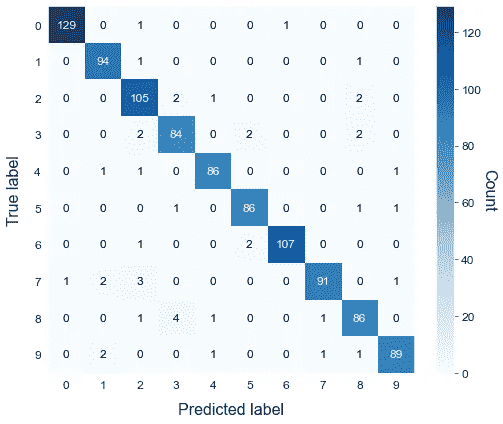 0 129 0 1 0 0 0 1 0 0 0
1 0 94 1 0 0 0 0 0 1 0
2 0 0 105 2 1 0 0 0 2 0
3 0 0 2 84 0 2 0 0 2 0
4 0 1 1 0 86 0 0 0 0 1
5 0 0 0 1 0 86 0 0 1 1
6 0 0 1 0 0 2 107 0 0 0
7 1 2 3 0 0 0 0 91 0 1
8 0 0 1 4 1 0 0 1 86 0
9 0 2 0 0 1 0 0 1 1 89
0 1 2 3 4 5 6 7 8 9
True label
Predicted label
120
100
80
60
40
20
0
Count